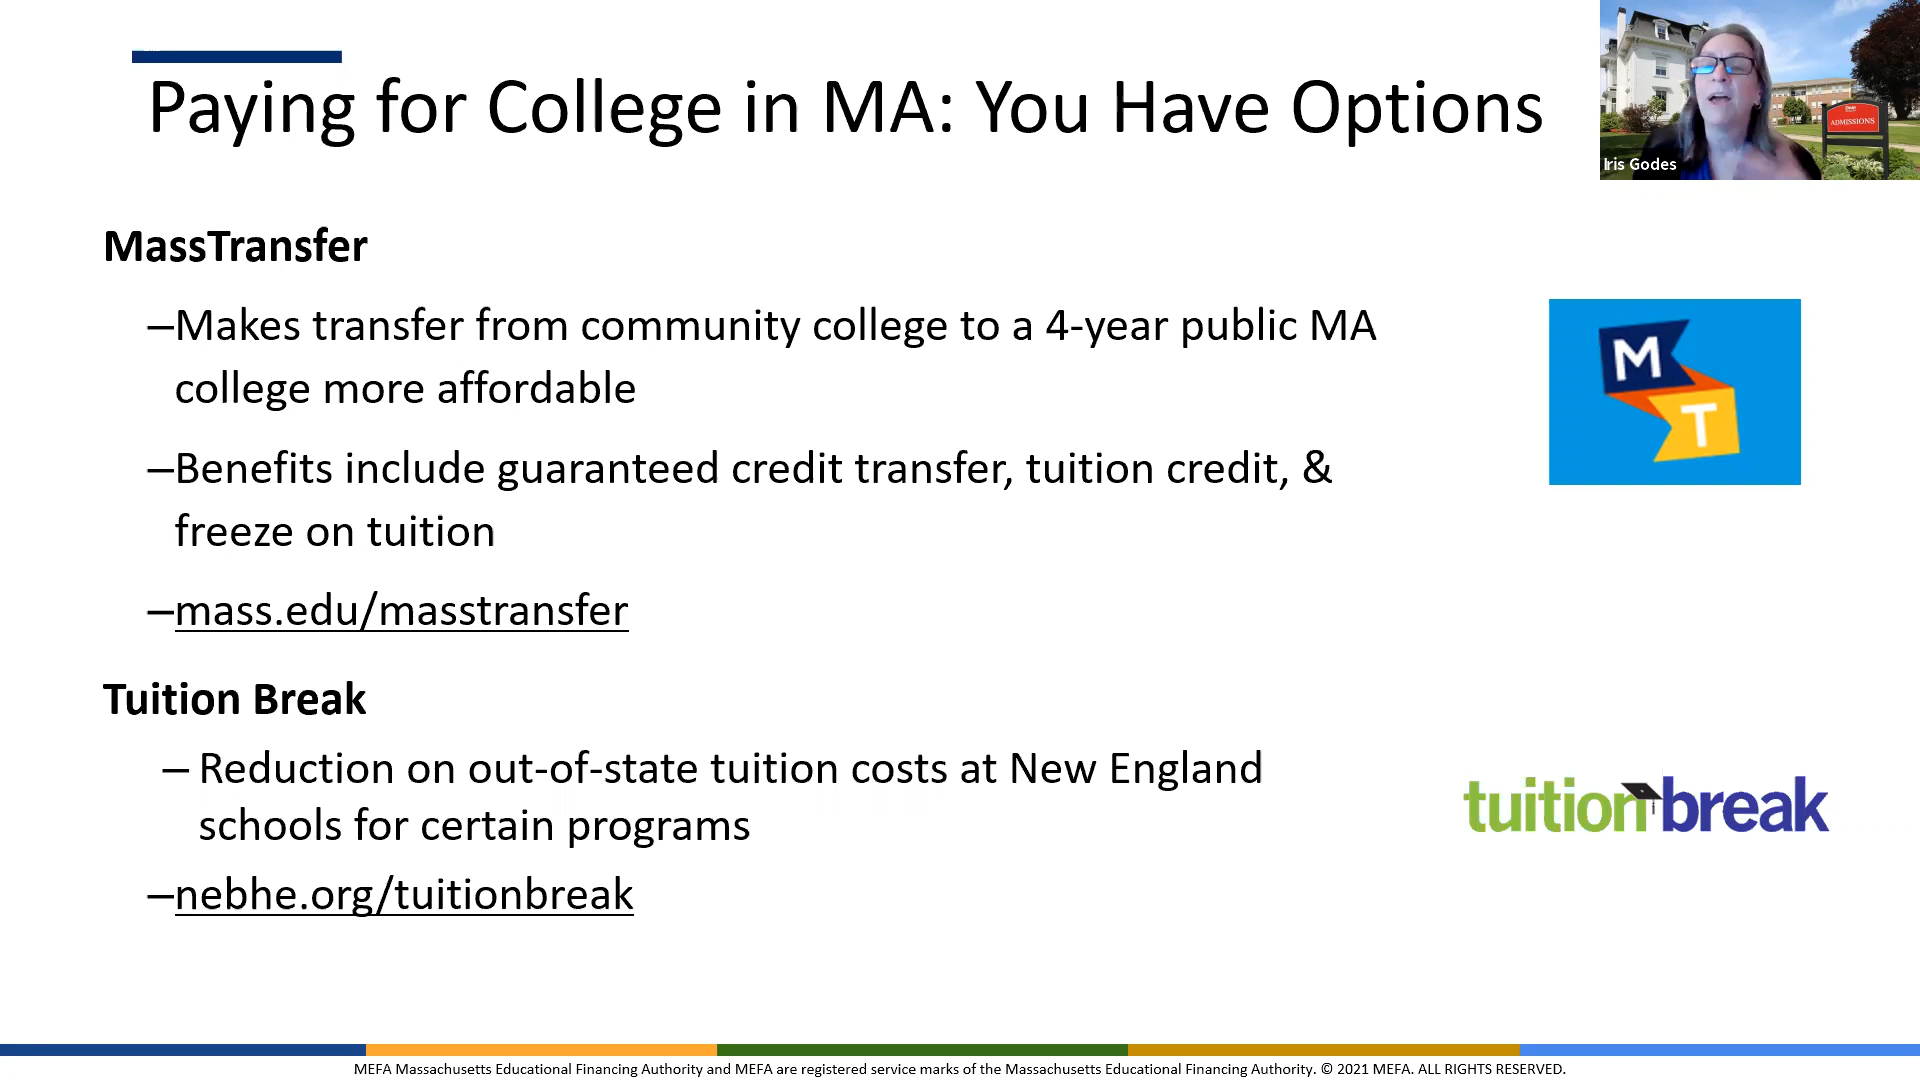 Paying for College in MA: You Have Options
ADMISSIONS
Iris Godes
MassTransfer
–Makes transfer from community college to a 4-year public MA
college more affordable
–Benefits include guaranteed credit transfer, tuition credit, &
freeze on tuition
–mass.edu/masstransfer
M
T
Tuition Break
– Reduction on out-of-state tuition costs at New England
schools for certain programs
tuitionbreak
–nebhe.org/tuitionbreak
MEFA Massachusetts Educational Financing Authority and MEFA are registered service marks of the Massachusetts Educational Financing Authority. © 2021 MEFA. ALL RIGHTS RESERVED.